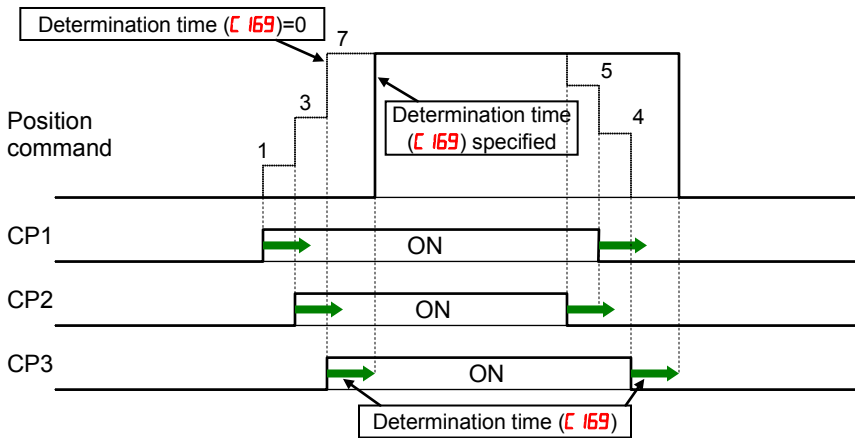 Determination time (C169)=0
7
5
3
Determination time
(C169) specified
4
Position
command
1
CP1
ON
CP2
ON
CP3
ON
Determination time (C169)